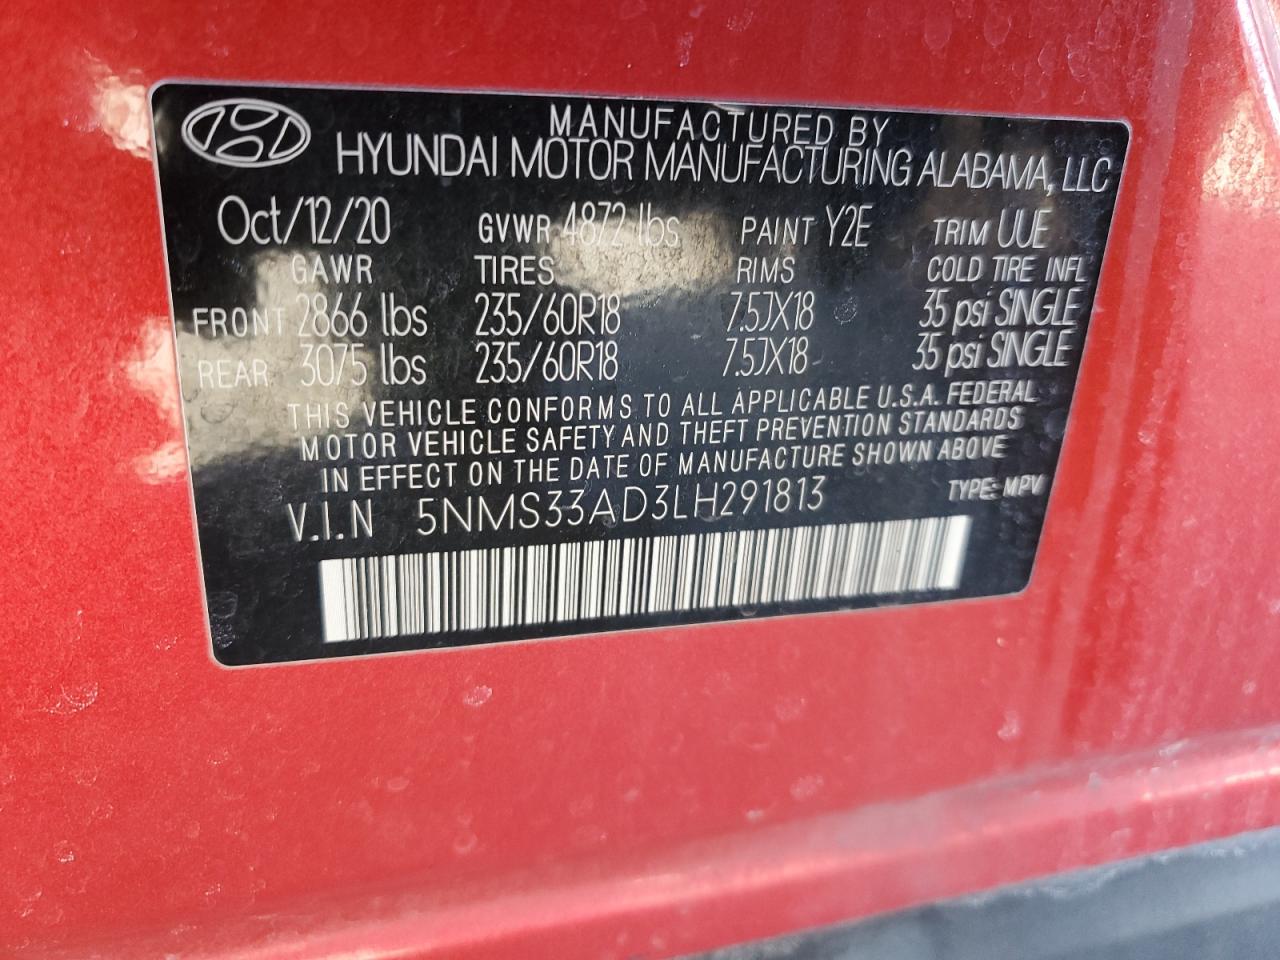 MANUFACTURED BY
HYUNDAI MOTOR MANUFACTURING ALABAMA, LLC
Oct/12/20 GVWR 4872 lbs PAINT Y2E TRIM UUE
GAWR TIRES RIMS COLD TIRE INFL
FRONT 2866 lbs 235/60R18 7.5JX18 35 psi SINGLE
REAR 3075 lbs 235/60R18 7.5JX18 35 psi SINGLE
THIS VEHICLE CONFORMS TO ALL APPLICABLE U.S.A. FEDERAL
MOTOR VEHICLE SAFETY AND THEFT PREVENTION STANDARDS
IN EFFECT ON THE DATE OF MANUFACTURE SHOWN ABOVE
V.I.N 5NMS33AD3LH291813 TYPE: MPV